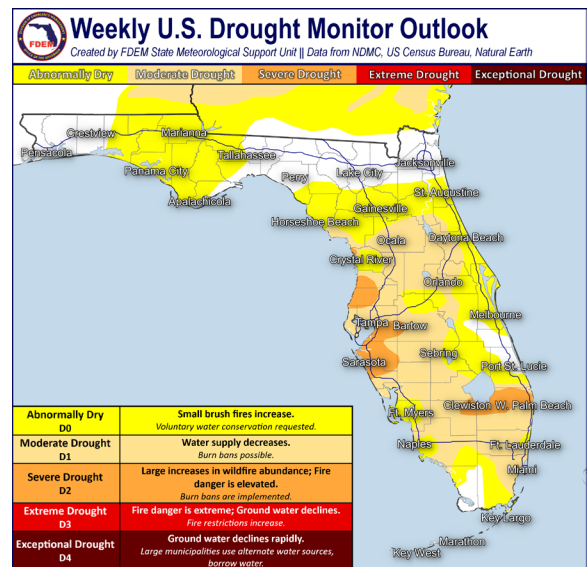 FDEM
Weekly U.S. Drought Monitor Outlook
Created by FDEM State Meteorological Support Unit || Data from NDMC, US Census Bureau, Natural Earth
Abnormally Dry Moderate Drought Severe Drought Extreme Drought Exceptional Drought
Crestview
Marianna
Pensacola
Tallahassee
Jacksonville
Panama City
Perry
Lake City
Apalachicola
St. Augustine
Gainesville
Horseshoe Beach
Ocala
Daytona Beach
Crystal River
Orlando
Melbourne
Tampa
Bartow
Sebring
Sarasota
Port St. Lucie
Clewiston
W. Palm Beach
Ft. Myers
Naples
Ft. Lauderdale
Miami
Key Largo
Marathon
Key West
Abnormally Dry
D0
Small brush fires increase.
Voluntary water conservation requested.
Moderate Drought
D1
Water supply decreases.
Burn bans possible.
Severe Drought
D2
Large increases in wildfire abundance; Fire
danger is elevated.
Burn bans are implemented.
Extreme Drought
D3
Fire danger is extreme; Ground water declines.
Fire restrictions increase.
Exceptional Drought
D4
Ground water declines rapidly.
Large municipalities use alternate water sources,
borrow water.